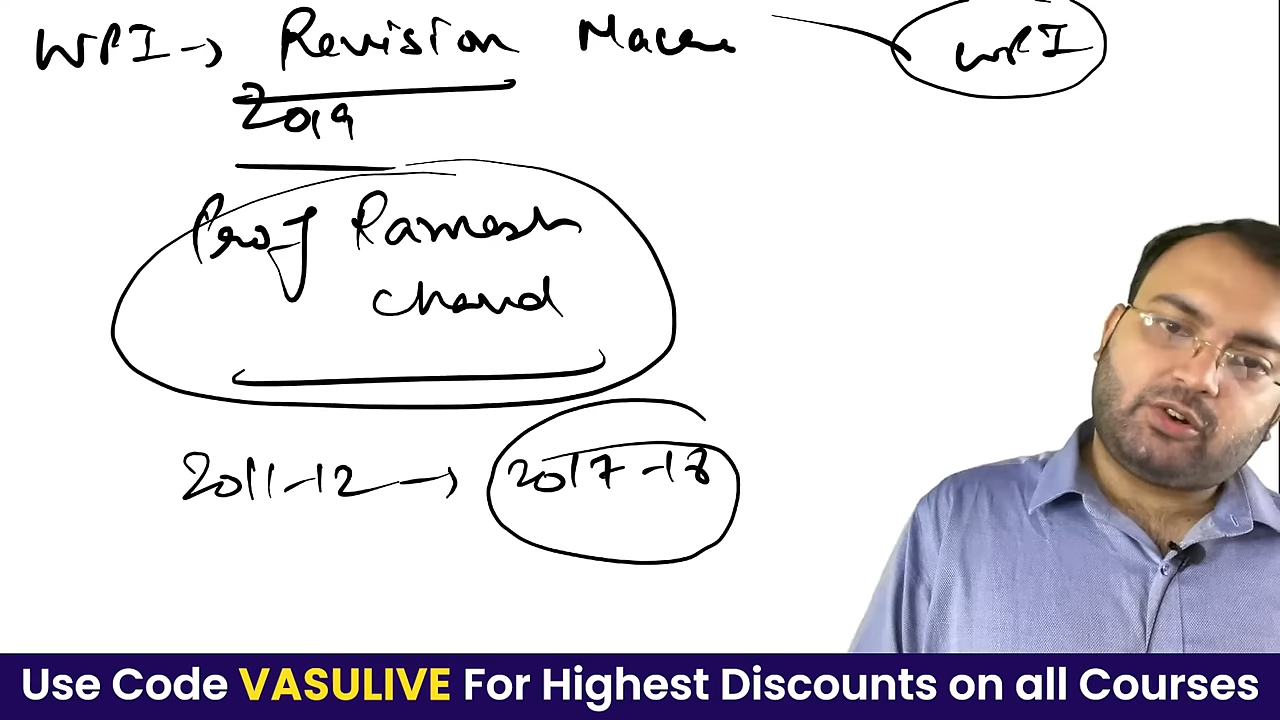 WPI → Revision
WPI
2019
Prof Ramesh
Chand
2011-12 → 2017-18
Use Code VASULIVE For Highest Discounts on all Courses